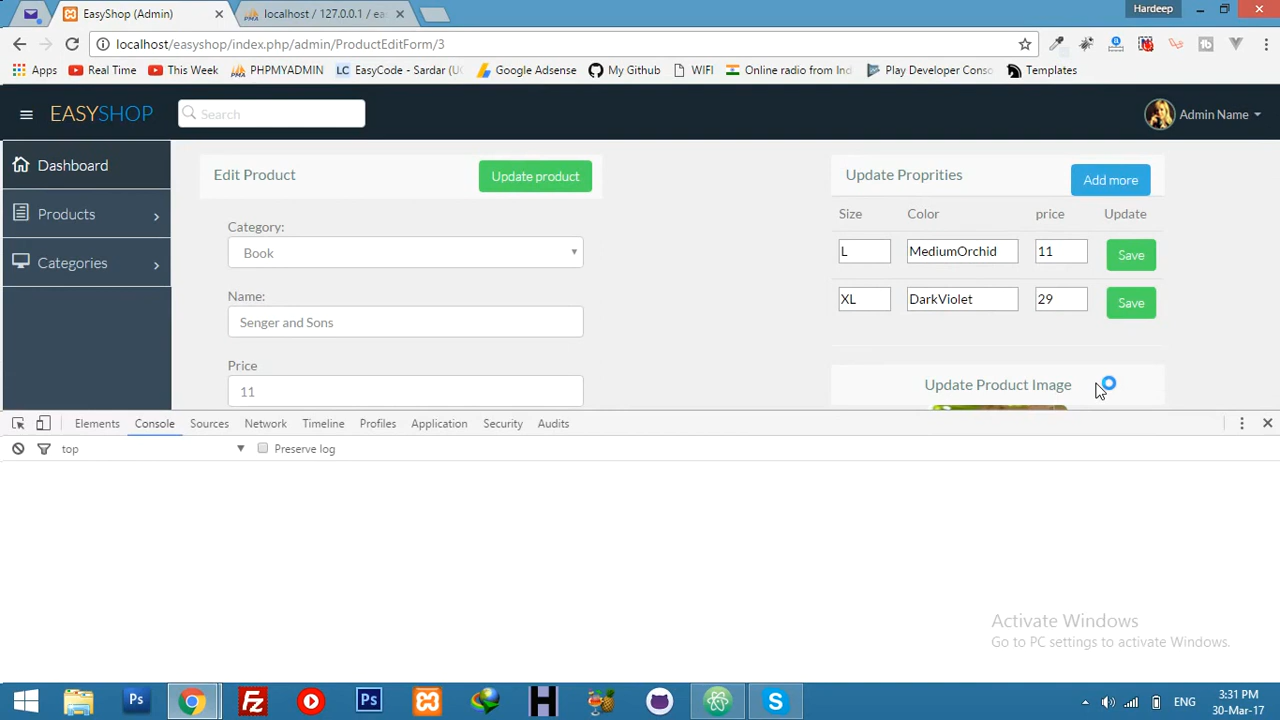 Hardeep
EasyShop (Admin)
localhost / 127.0.0.1 / ea
localhost/easyshop/index.php/admin/ProductEditForm/3
Apps Real Time This Week PHPMYADMIN EasyCode - Sardar (U Google Adsense My Github WIFI Online radio from Ind Play Developer Conso Templates
EASYSHOP Search Admin Name
Dashboard
Products
Categories
Edit Product Update product
Category:
Book
Name:
Senger and Sons
Price
11
Update Proprities Add more
Size Color price Update
L MediumOrchid 11 Save
XL DarkViolet 29 Save
Update Product Image
Elements Console Sources Network Timeline Profiles Application Security Audits
top Preserve log
Activate Windows
Go to PC settings to activate Windows.
ENG
3:31 PM
30-Mar-17